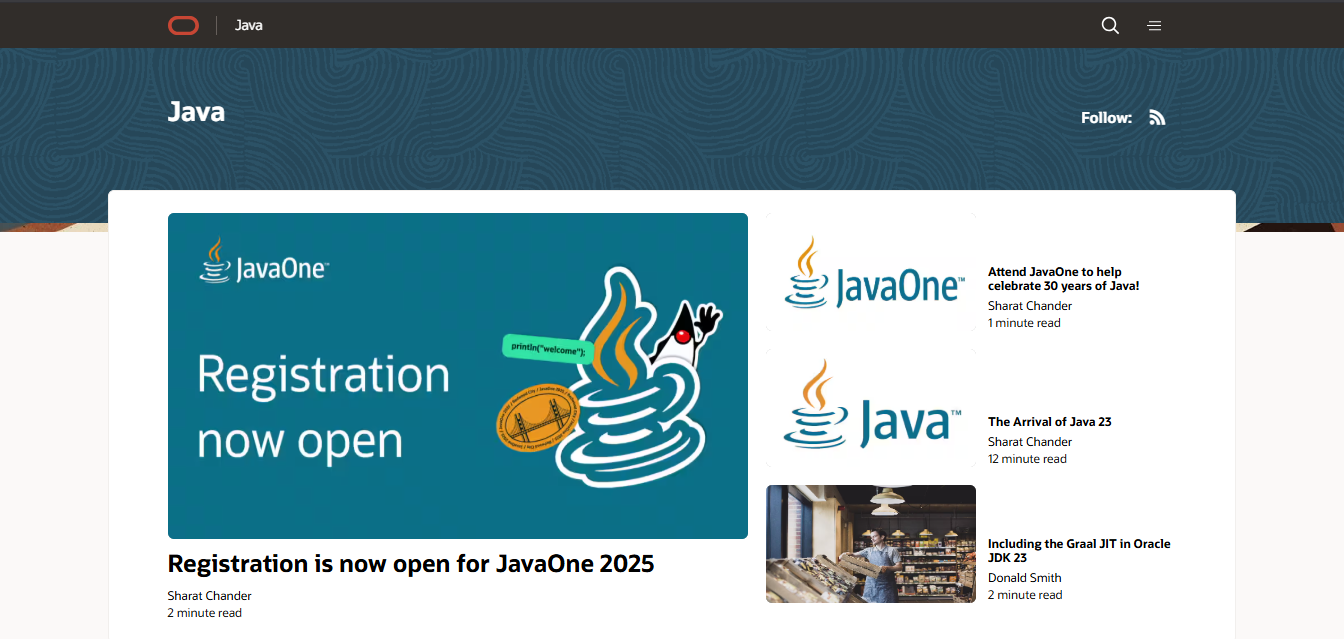 Java
Java
Follow:
JavaOne™
Registration
now open
println("welcome");
Registration is now open for JavaOne 2025
Sharat Chander
2 minute read
JavaOne™
Attend JavaOne to help
celebrate 30 years of Java!
Sharat Chander
1 minute read
Java™
The Arrival of Java 23
Sharat Chander
12 minute read
Including the Graal JIT in Oracle
JDK 23
Donald Smith
2 minute read